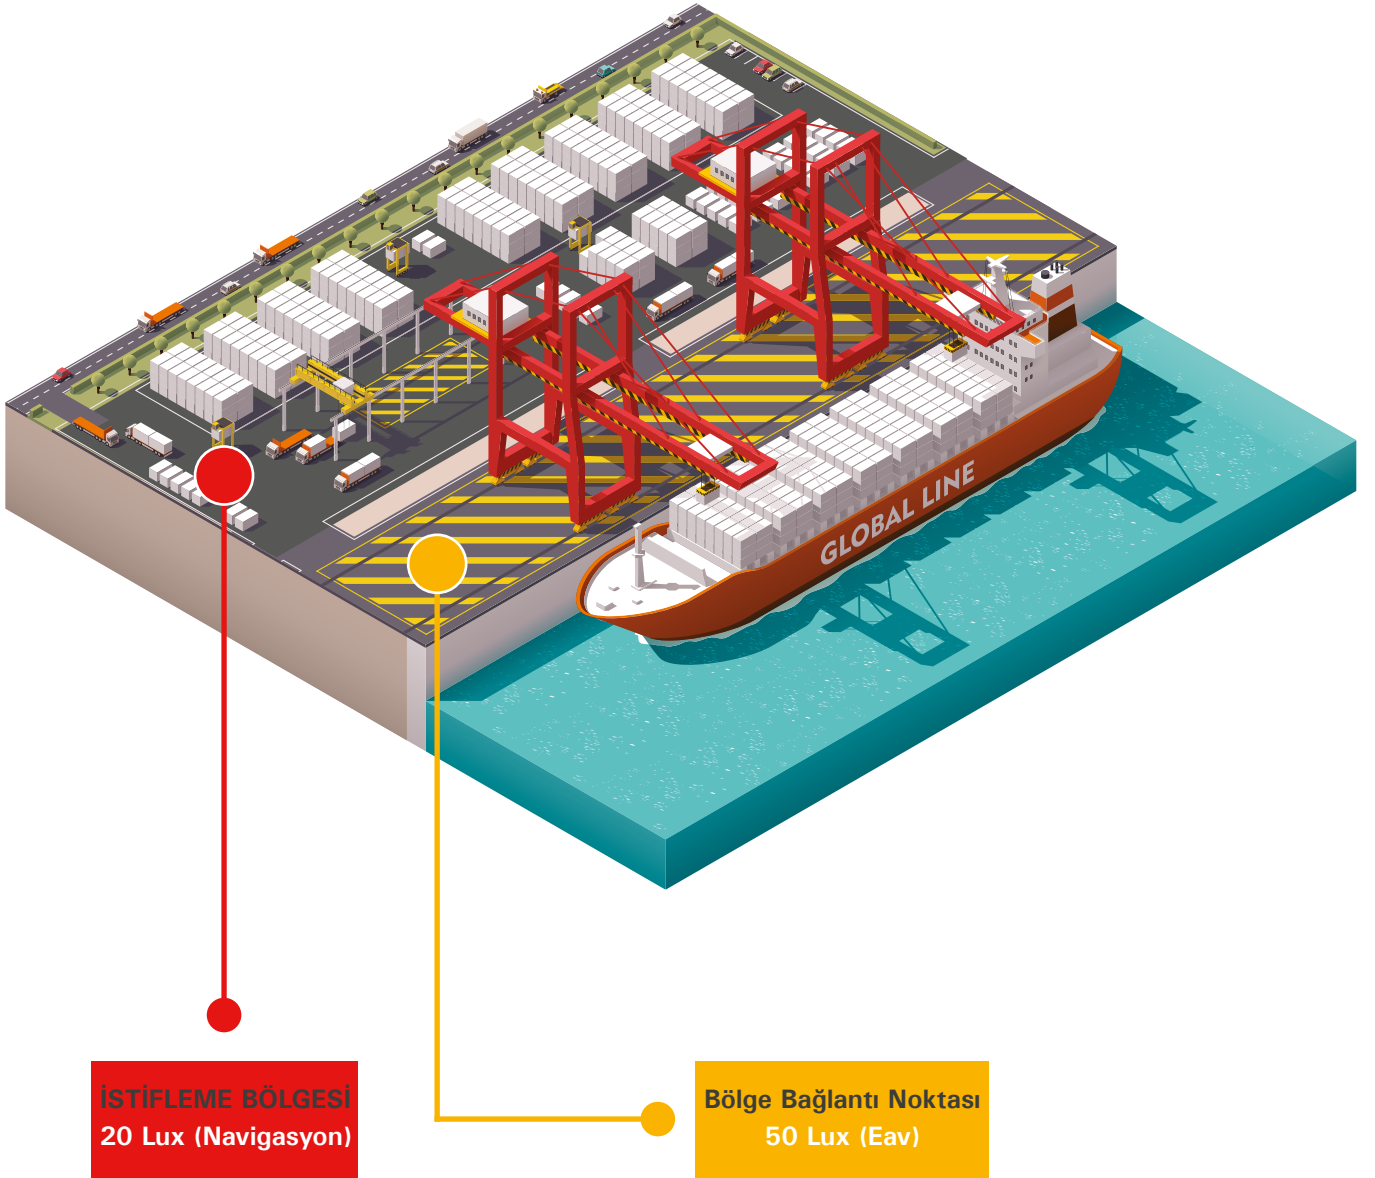 GLOBAL LINE
İSTİFLEME BÖLGESİ
20 Lux (Navigasyon)
Bölge Bağlantı Noktası
50 Lux (Eav)